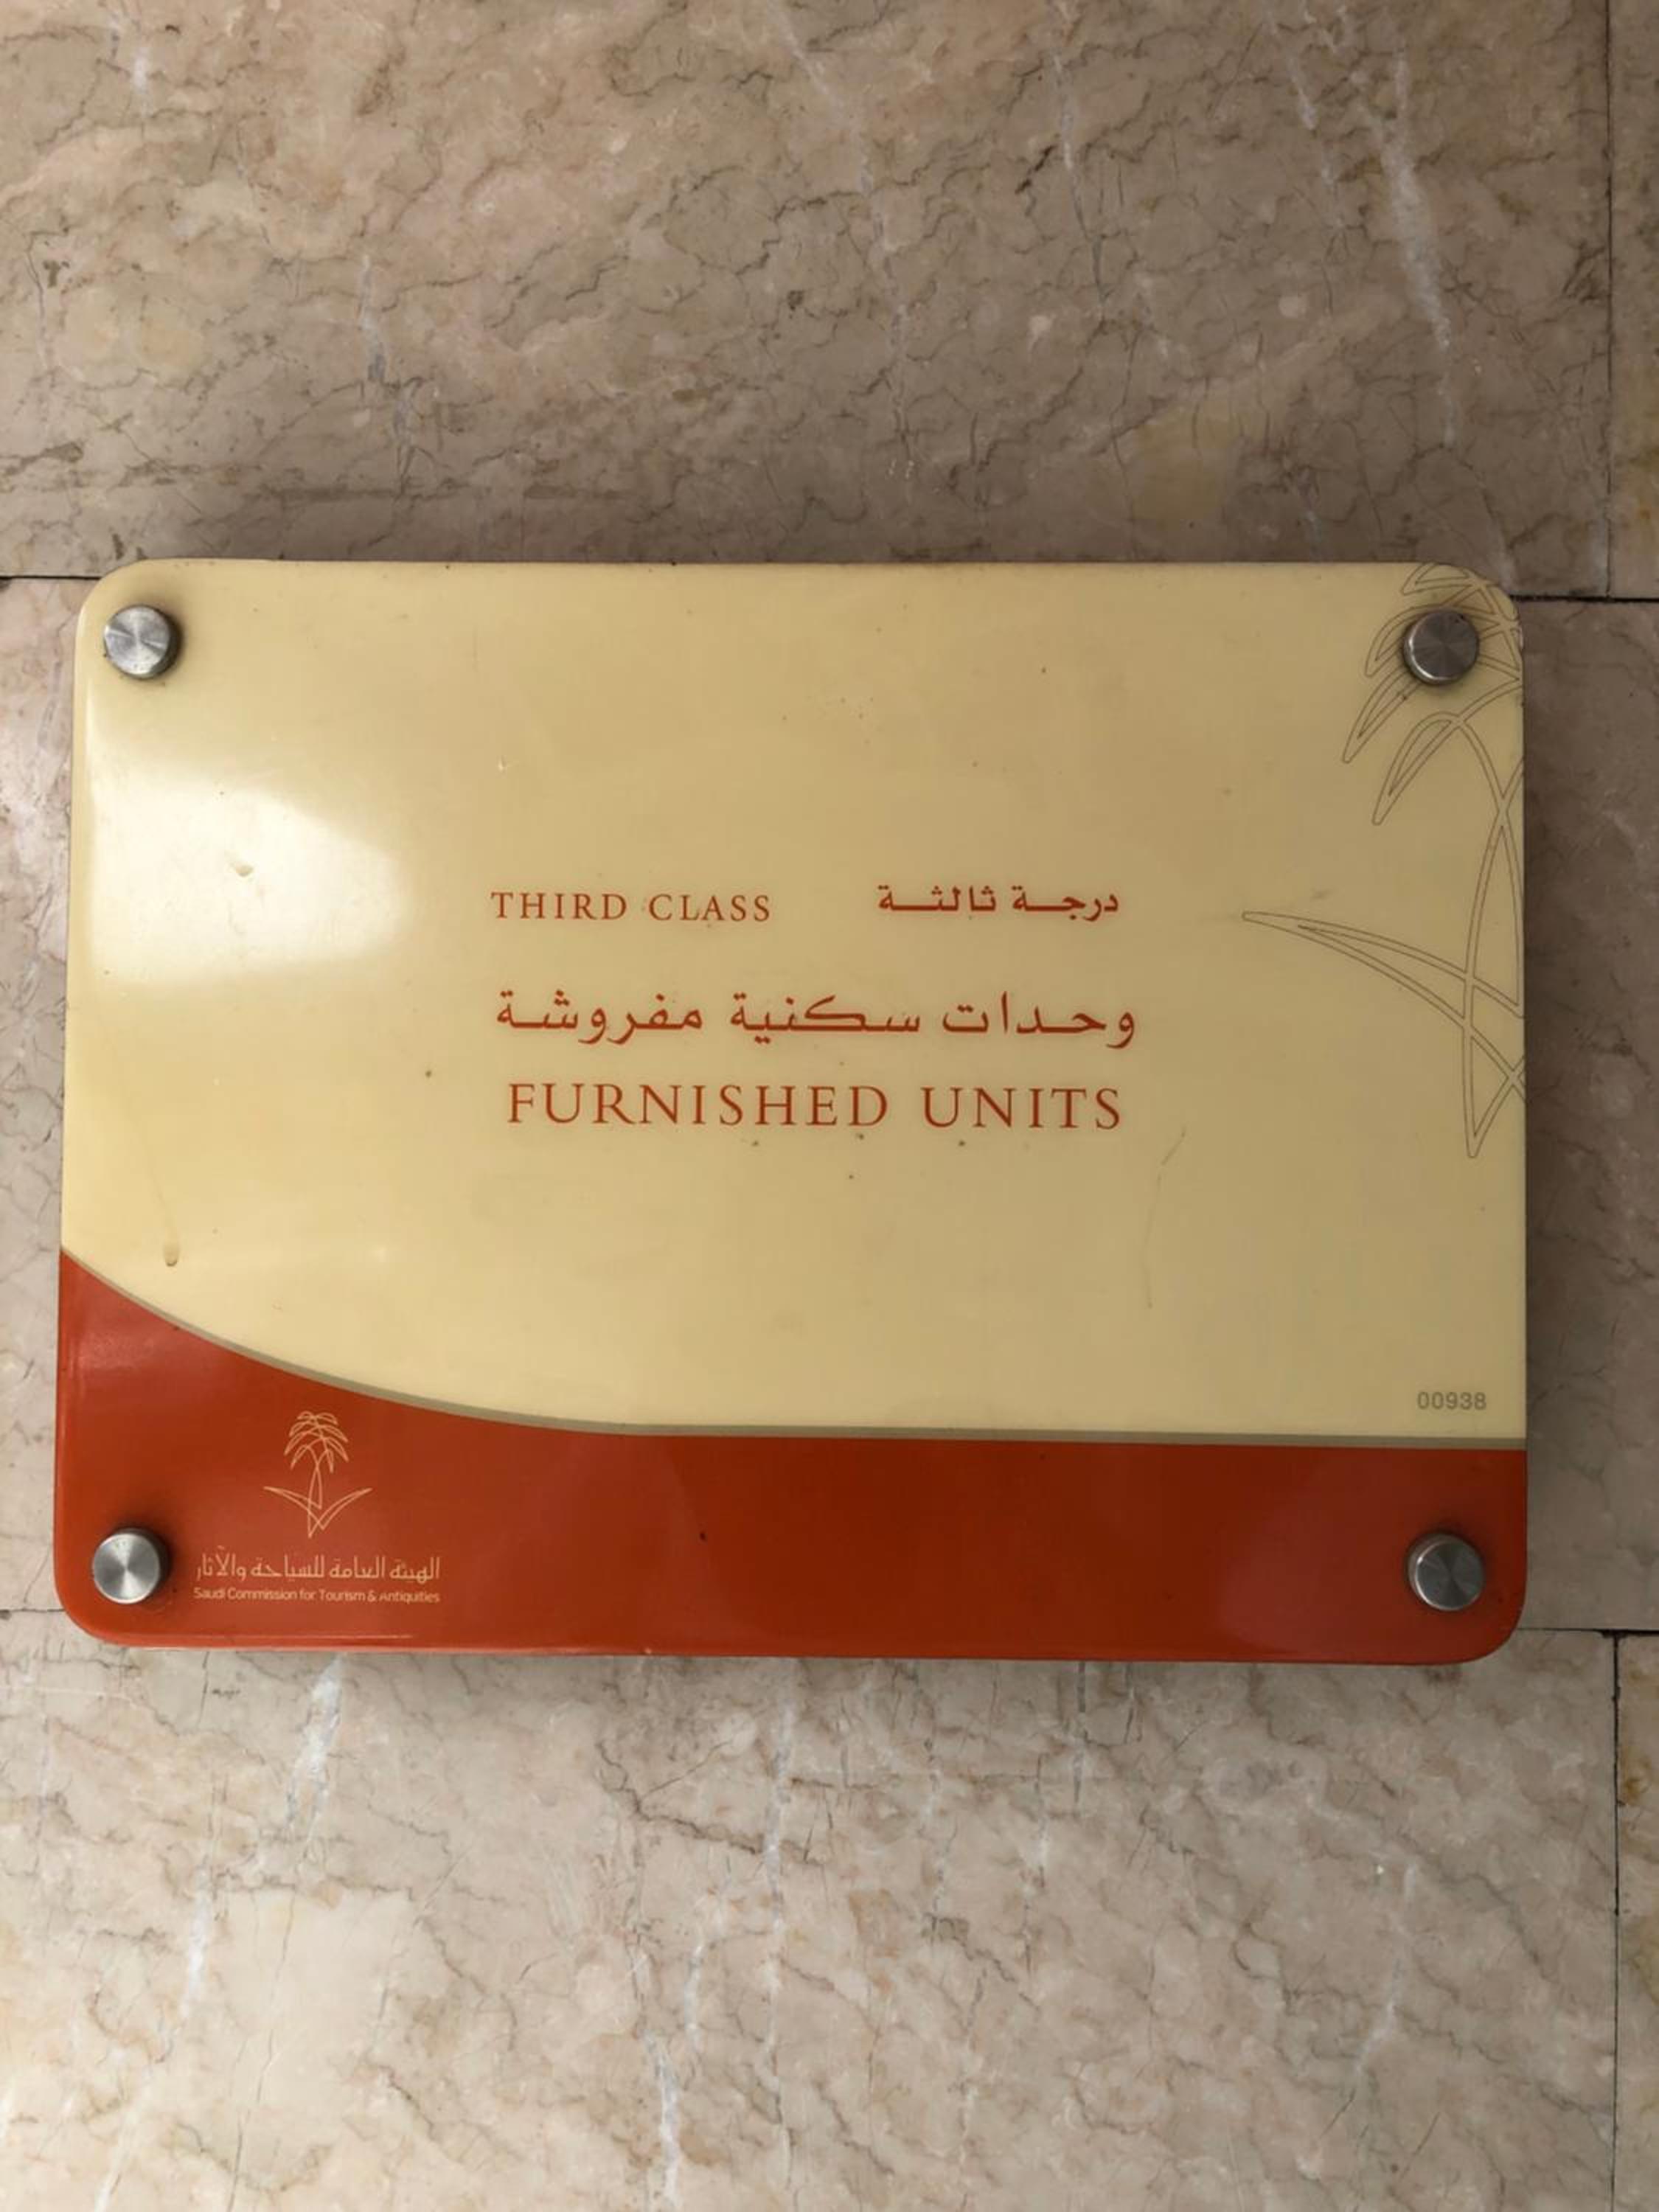 THIRD CLASS درجة ثالثة
وحدات سكنية مفروشة
FURNISHED UNITS
00938
الهيئة العامة للسياحة والآثار
Saudi Commission for Tourism & Antiquities